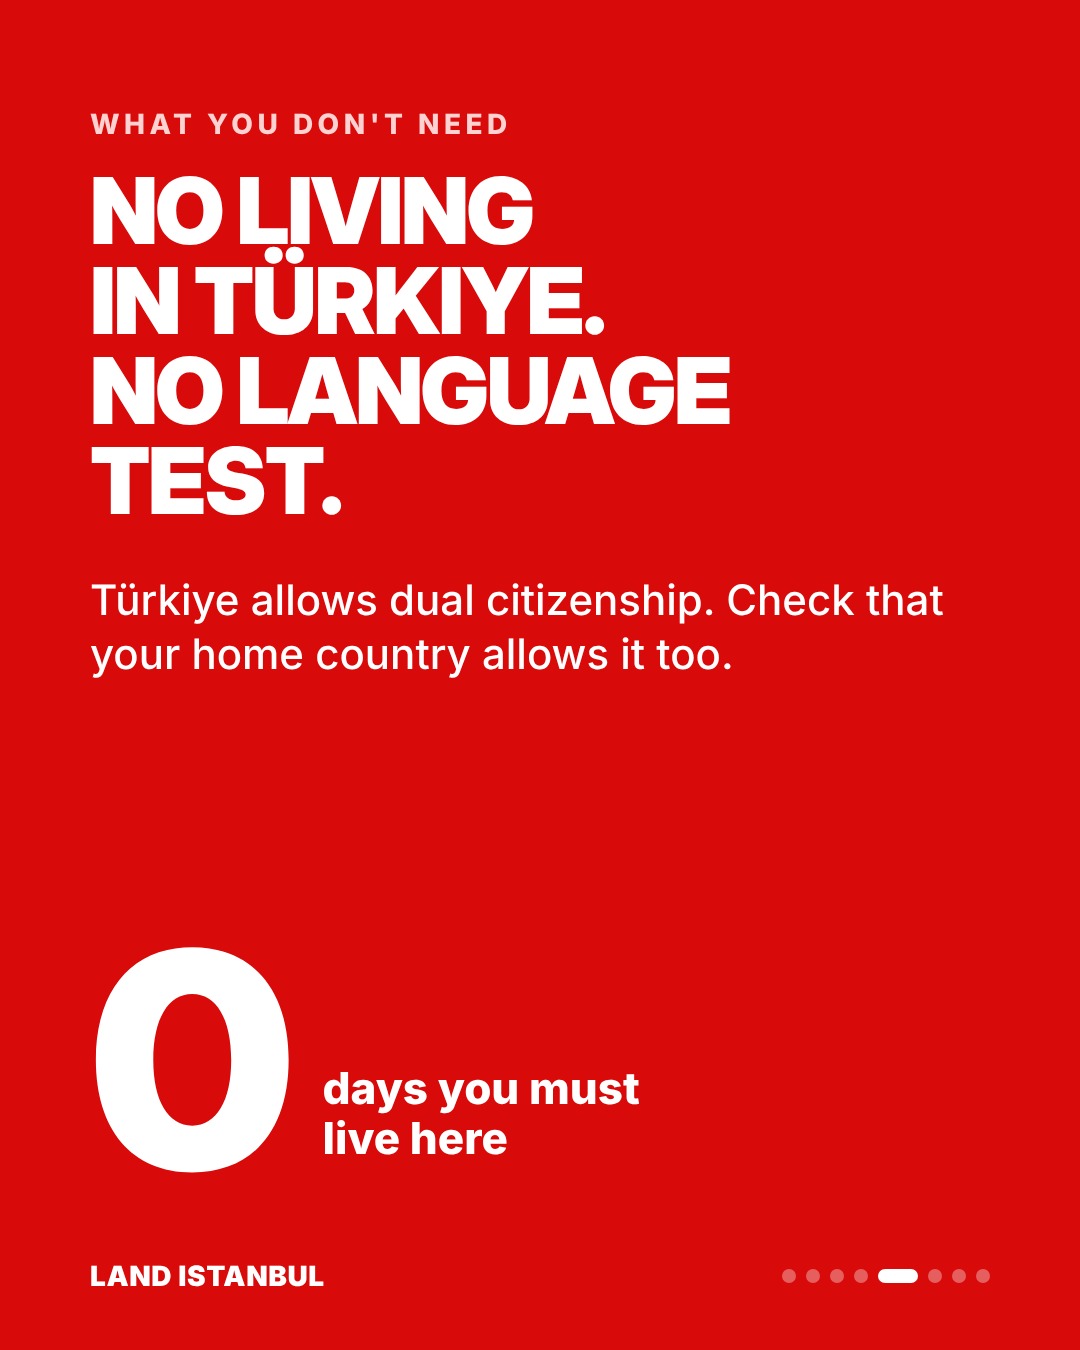 WHAT YOU DON'T NEED
NO LIVING
IN TÜRKIYE.
NO LANGUAGE
TEST.
Türkiye allows dual citizenship. Check that
your home country allows it too.
0
days you must
live here
LAND ISTANBUL